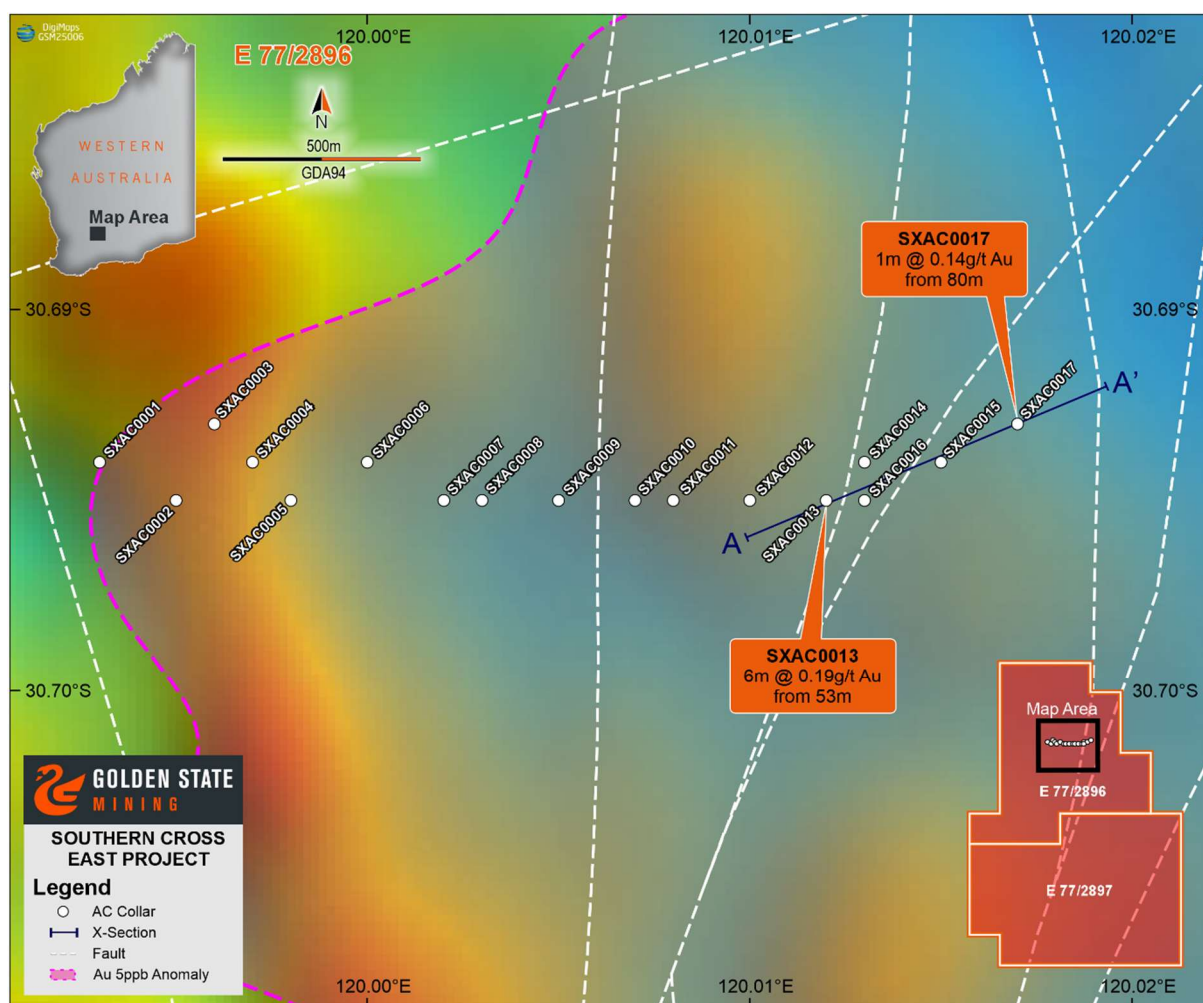 DigiMaps
GSM25006
120.00°E
120.01°E
120.02°E
E 77/2896
N
500m
GDA94
WESTERN
AUSTRALIA
Map Area
30.69°S
30.69°S
SXAC0017
1m @ 0.14g/t Au
from 80m
SXAC0001
SXAC0002
SXAC0003
SXAC0004
SXAC0005
SXAC0006
SXAC0007
SXAC0008
SXAC0009
SXAC0010
SXAC0011
SXAC0012
SXAC0013
SXAC0014
SXAC0016
SXAC0015
SXAC0017
A
A'
SXAC0013
6m @ 0.19g/t Au
from 53m
30.70°S
30.70°S
GOLDEN STATE
MINING
SOUTHERN CROSS
EAST PROJECT
Legend
AC Collar
X-Section
Fault
Au 5ppb Anomaly
Map Area
E 77/2896
E 77/2897
120.00°E
120.01°E
120.02°E